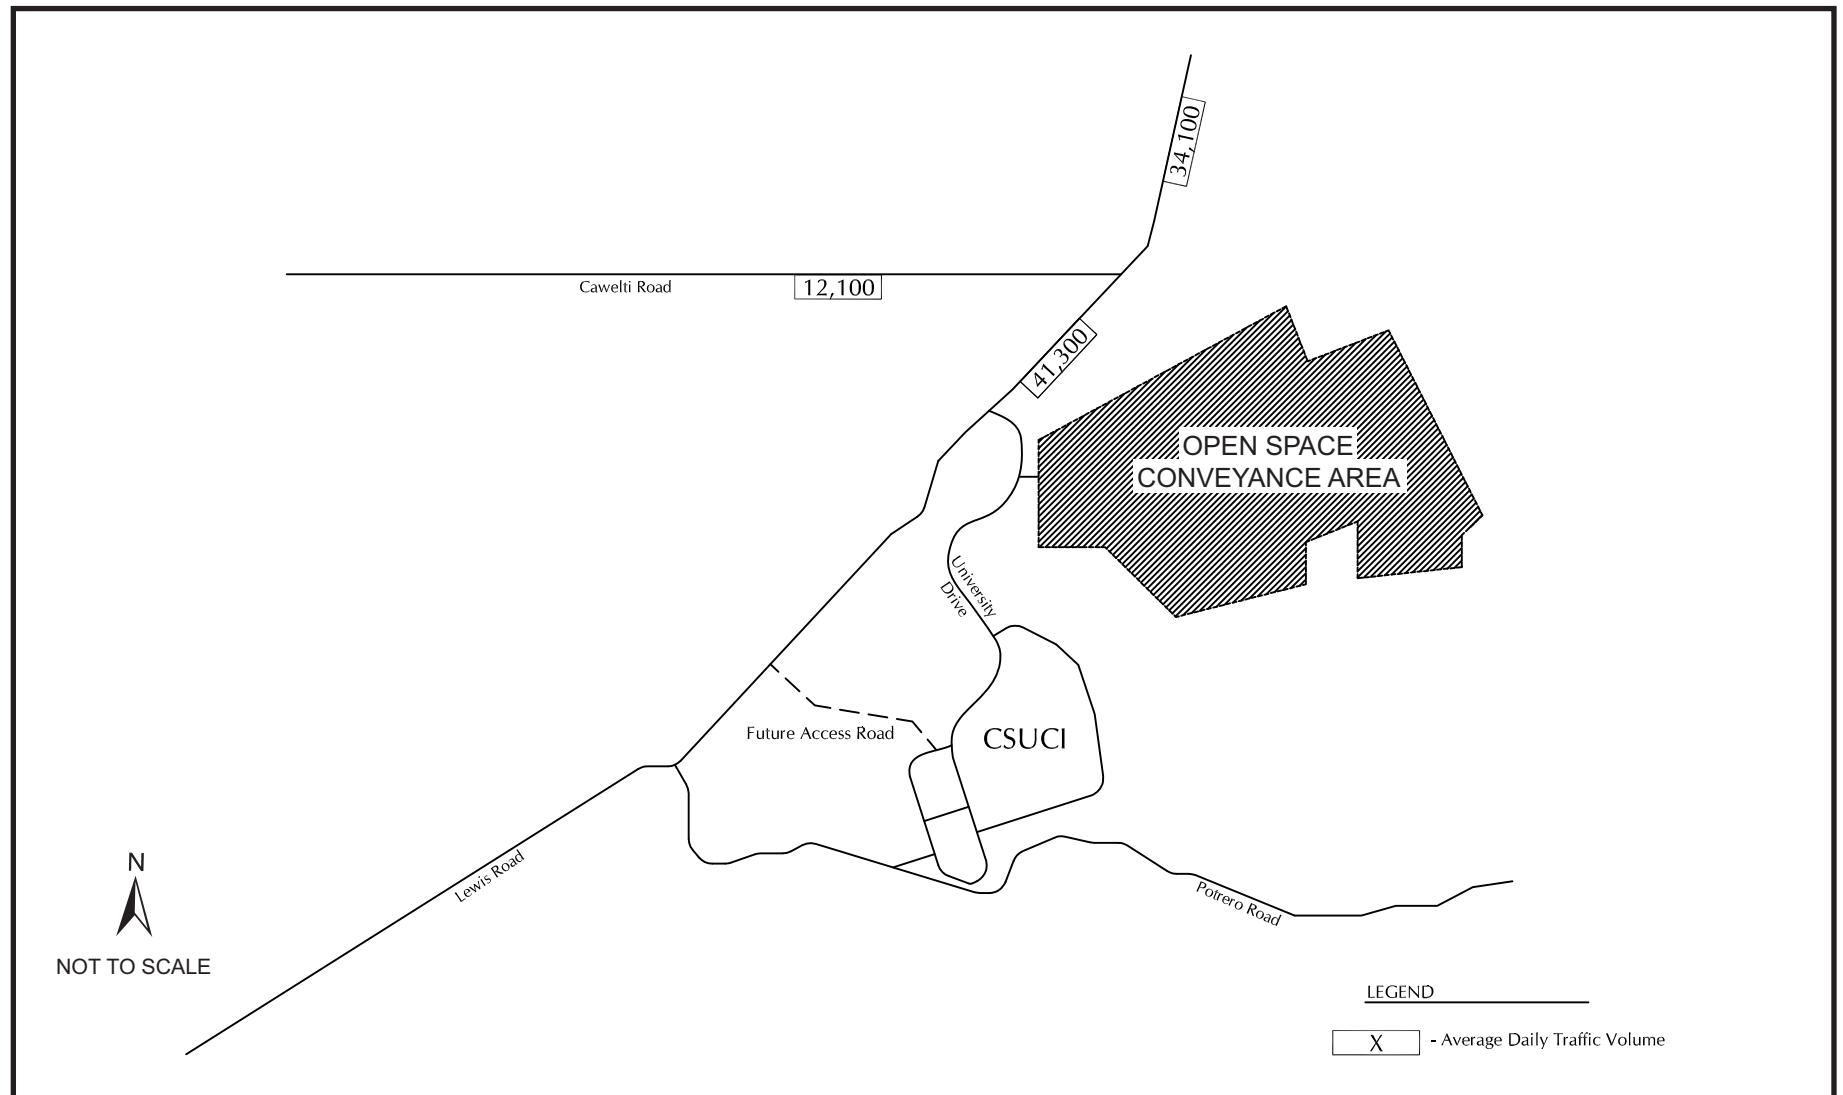 34,100
Cawelti Road
12,100
41,300
OPEN SPACE
CONVEYANCE AREA
University
Drive
Future Access Road
CSUCI
Lewis Road
Potrero Road
N
NOT TO SCALE
LEGEND
X - Average Daily Traffic Volume